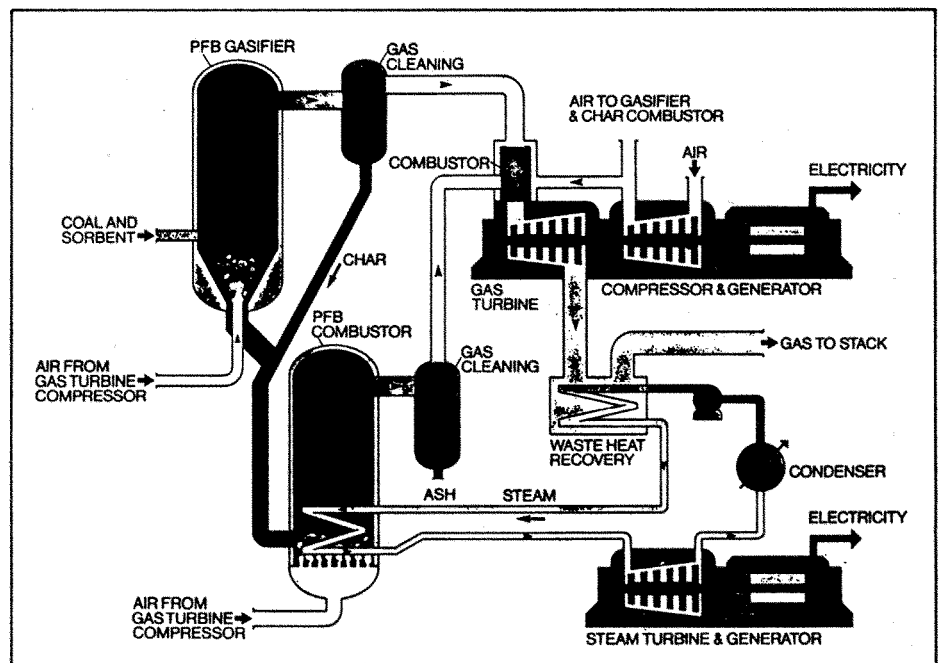 PFB GASIFIER
GAS
CLEANING
AIR TO GASIFIER
& CHAR COMBUSTOR
AIR
COMBUSTOR
ELECTRICITY
COAL AND
SORBENT
CHAR
GAS
TURBINE
COMPRESSOR & GENERATOR
PFB
COMBUSTOR
GAS
CLEANING
GAS TO STACK
AIR FROM
GAS TURBINE
COMPRESSOR
WASTE HEAT
RECOVERY
CONDENSER
ASH
STEAM
ELECTRICITY
AIR FROM
GAS TURBINE
COMPRESSOR
STEAM TURBINE & GENERATOR